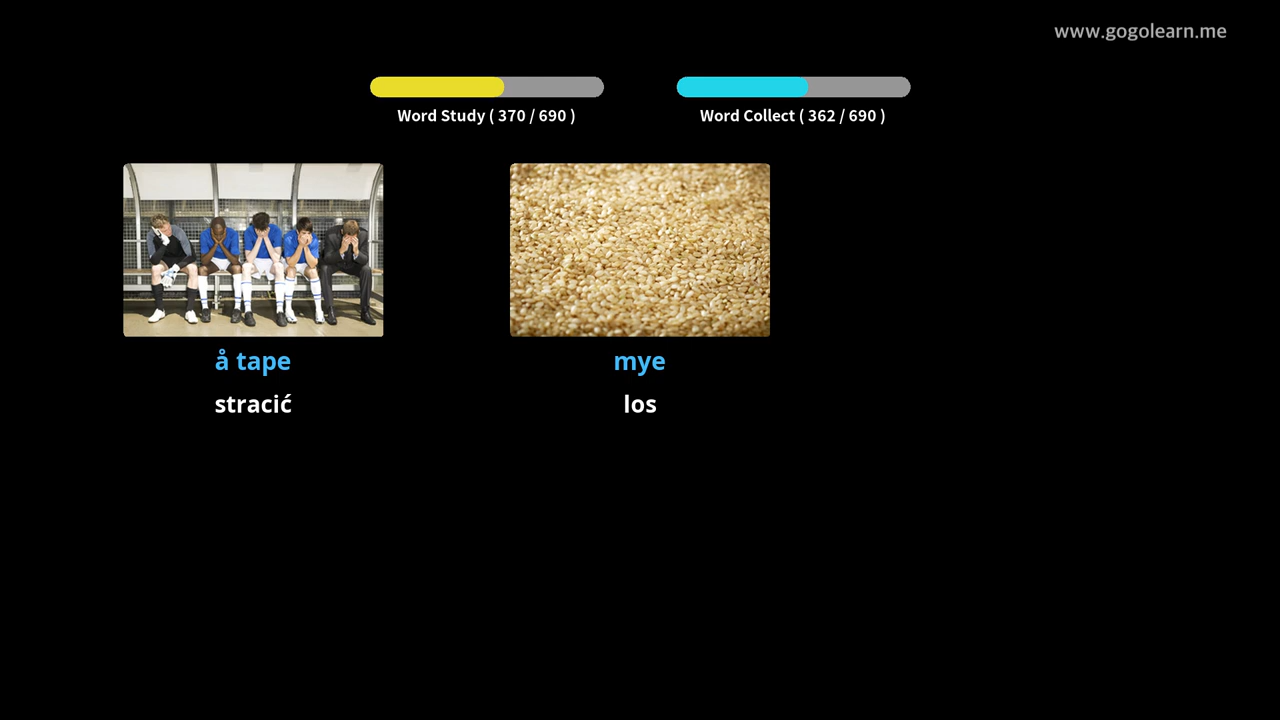 www.gogolearn.me
Word Study ( 370 / 690 )
Word Collect ( 362 / 690 )
å tape
mye
stracić
los